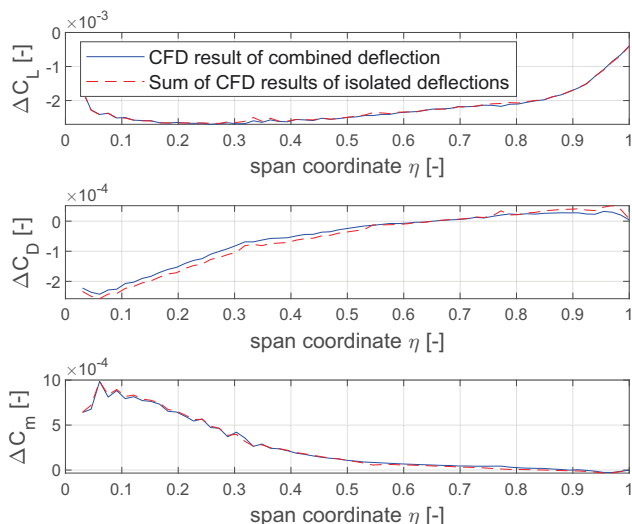 ×10⁻³
0
-1
-2
ΔC_L [-]
CFD result of combined deflection
Sum of CFD results of isolated deflections
0 0.1 0.2 0.3 0.4 0.5 0.6 0.7 0.8 0.9 1
span coordinate η [-]
×10⁻⁴
0
-1
-2
ΔC_D [-]
0 0.1 0.2 0.3 0.4 0.5 0.6 0.7 0.8 0.9 1
span coordinate η [-]
×10⁻⁴
10
5
0
ΔC_m [-]
0 0.1 0.2 0.3 0.4 0.5 0.6 0.7 0.8 0.9 1
span coordinate η [-]